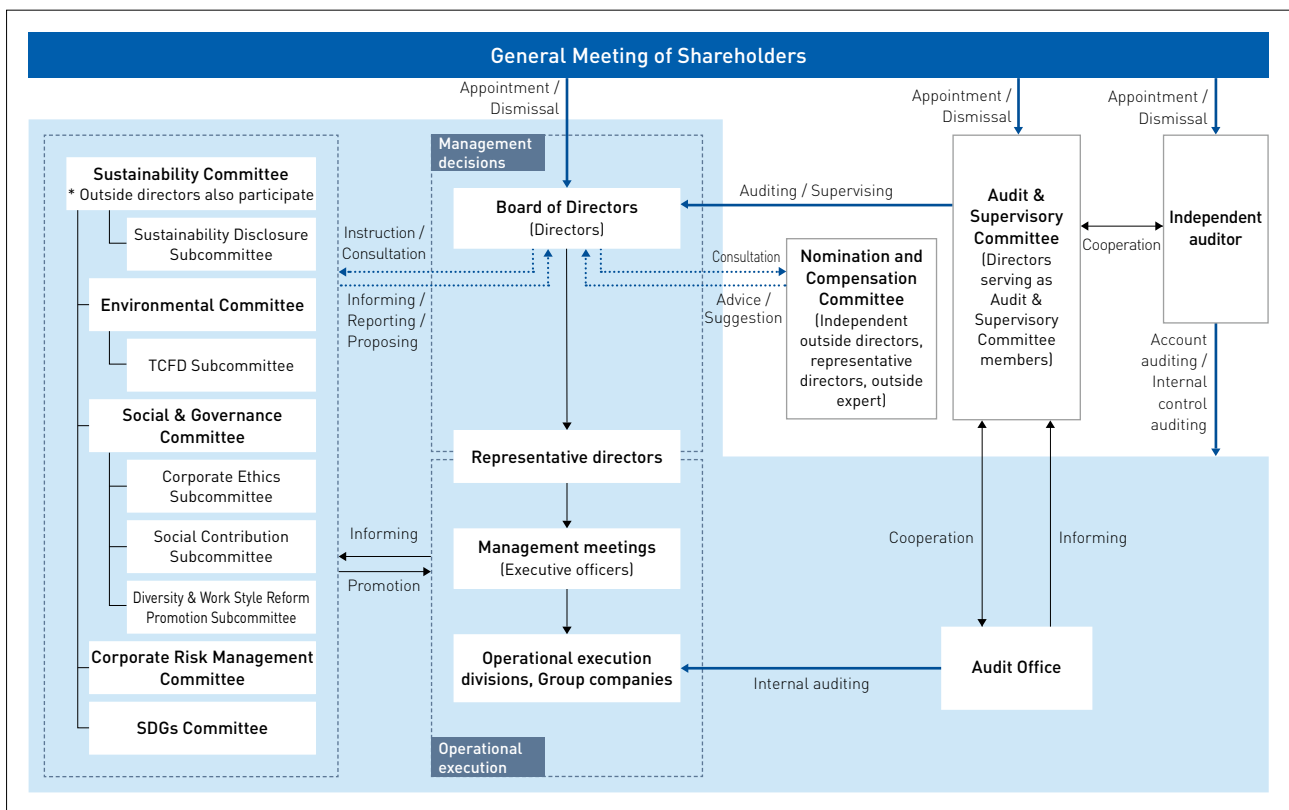 General Meeting of Shareholders
Appointment /
Dismissal
Appointment /
Dismissal
Appointment /
Dismissal
Sustainability Committee
* Outside directors also participate
Sustainability Disclosure
Subcommittee
Environmental Committee
TCFD Subcommittee
Social & Governance
Committee
Corporate Ethics
Subcommittee
Social Contribution
Subcommittee
Diversity & Work Style Reform
Promotion Subcommittee
Corporate Risk Management
Committee
SDGs Committee
Instruction /
Consultation
Informing /
Reporting /
Proposing
Informing
Promotion
Management
decisions
Board of Directors
(Directors)
Representative directors
Management meetings
(Executive officers)
Operational execution
divisions, Group companies
Operational
execution
Auditing / Supervising
Consultation
Advice /
Suggestion
Nomination and
Compensation
Committee
(Independent
outside directors,
representative
directors, outside
expert)
Audit &
Supervisory
Committee
(Directors
serving as
Audit &
Supervisory
Committee
members)
Cooperation
Independent
auditor
Account
auditing /
Internal
control
auditing
Cooperation
Informing
Internal auditing
Audit Office